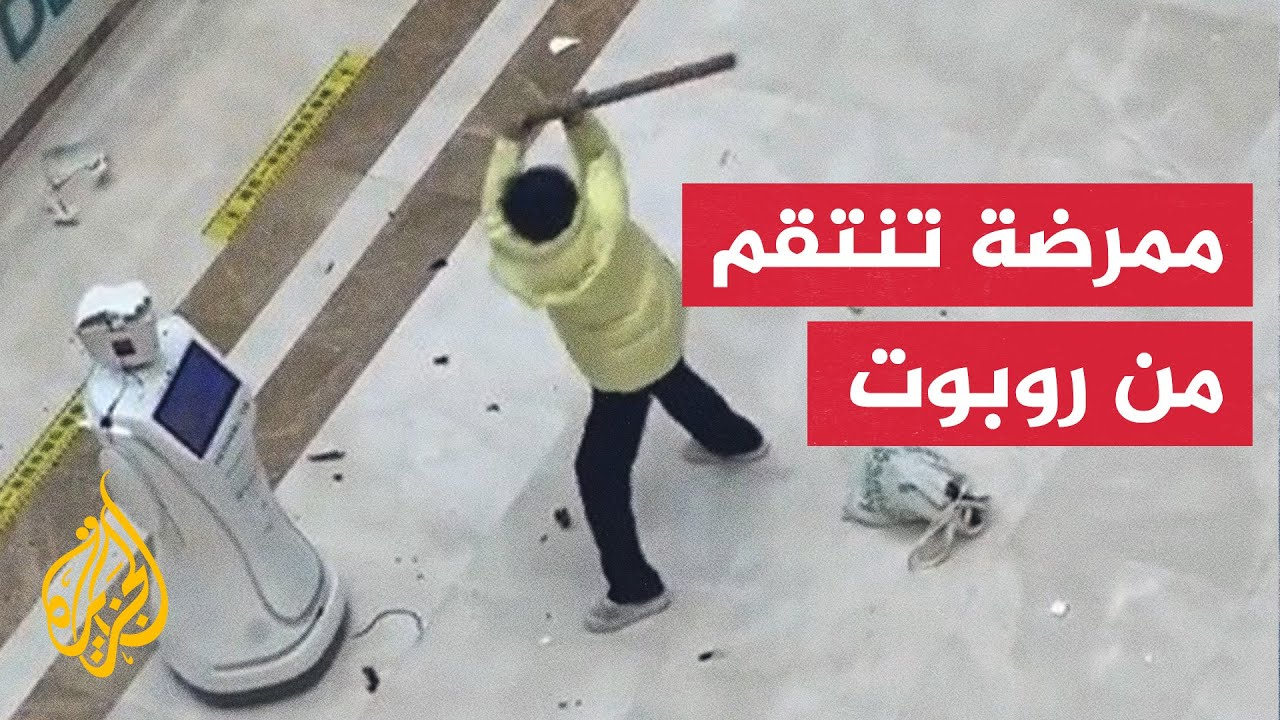 ممرضة تنتقم
من روبوت
الجزيرة